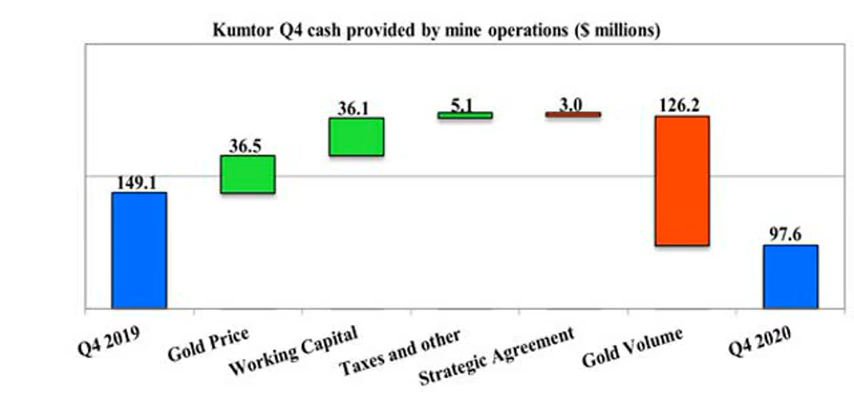 Kumtor Q4 cash provided by mine operations ($ millions)
149.1
36.5
36.1
5.1
3.0
126.2
97.6
Q4 2019
Gold Price
Working Capital
Taxes and other
Strategic Agreement
Gold Volume
Q4 2020